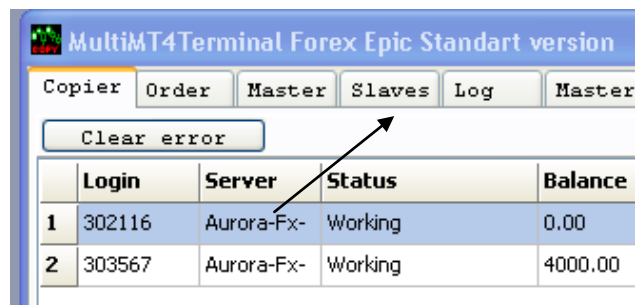 COPY MultiMT4Terminal Forex Epic Standart version
Copier Order Master Slaves Log Master
Clear error
Login Server Status Balance
1 302116 Aurora-Fx- Working 0.00
2 303567 Aurora-Fx- Working 4000.00